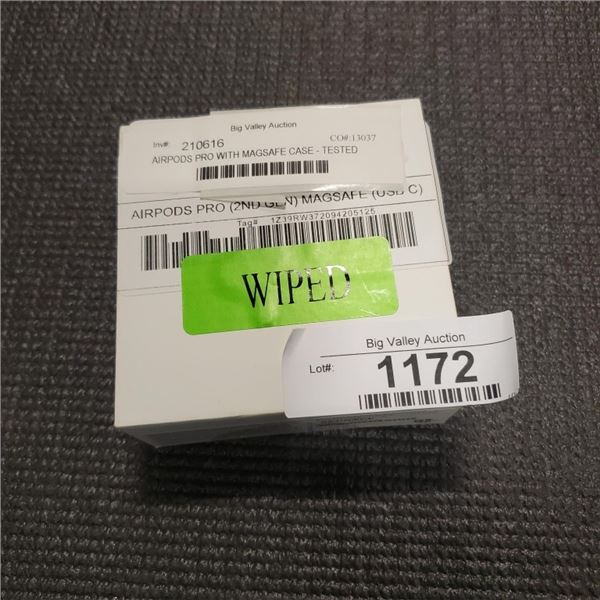 Big Valley Auction
Inv#: 210616 CO#:13037
AIRPODS PRO WITH MAGSAFE CASE - TESTED
AIRPODS PRO (2ND GEN) MAGSAFE (USB C)
Tag# 1Z39RW372094205125
WIPED
Big Valley Auction
Lot#: 1172